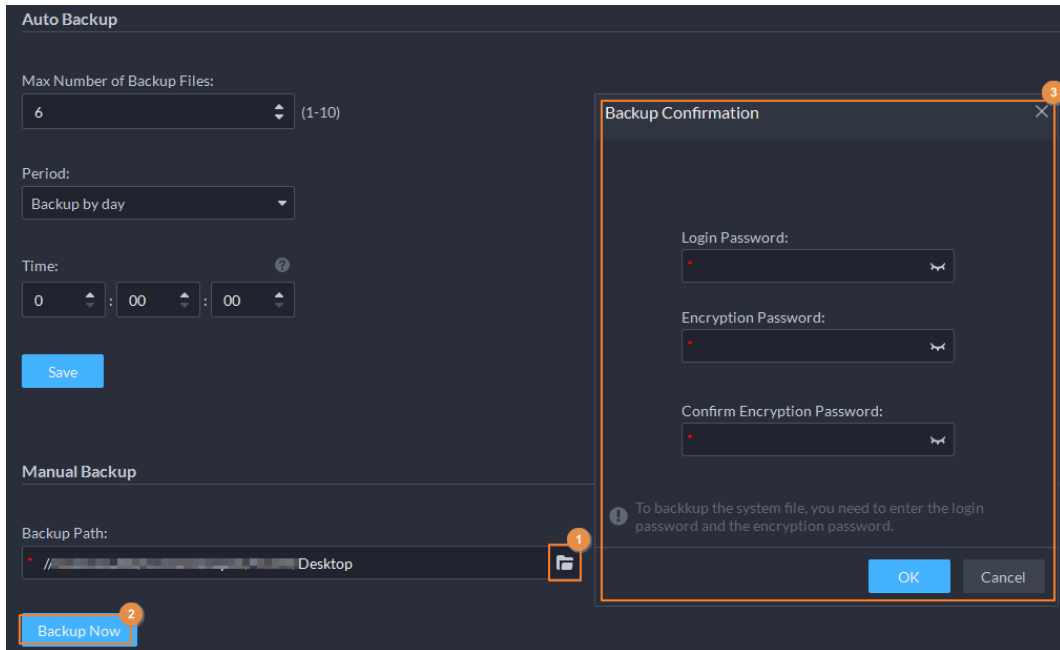 Auto Backup
Max Number of Backup Files:
6 (1-10)
Period:
Backup by day
Time: ?
0 : 00 : 00
Save
Manual Backup
Backup Path:
* // Desktop
1
2
Backup Now
3
Backup Confirmation
Login Password:
*
Encryption Password:
*
Confirm Encryption Password:
*
! To backkup the system file, you need to enter the login
password and the encryption password.
OK Cancel